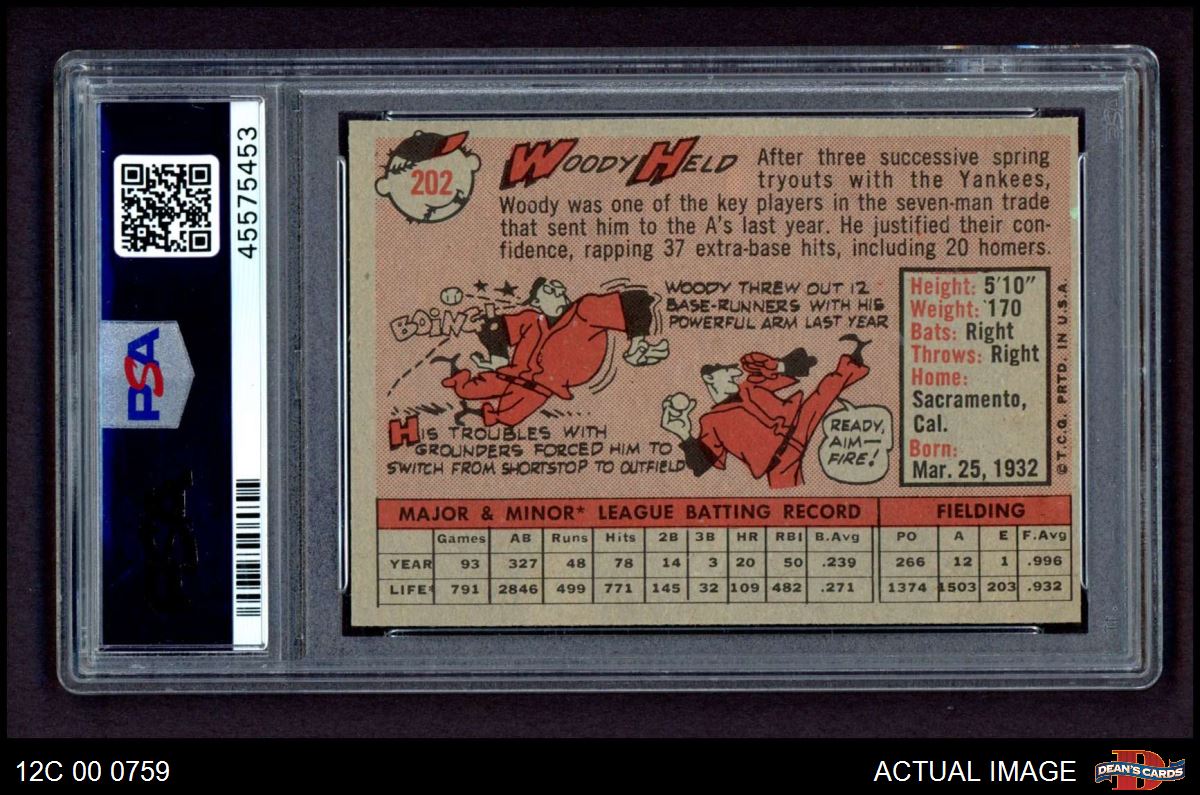 45575453
PSA
202
WOODY HELD
After three successive spring
tryouts with the Yankees,
Woody was one of the key players in the seven-man trade
that sent him to the A's last year. He justified their con-
fidence, rapping 37 extra-base hits, including 20 homers.
BOING!
WOODY THREW OUT 12
BASE-RUNNERS WITH HIS
POWERFUL ARM LAST YEAR
HIS TROUBLES WITH
GROUNDERS FORCED HIM TO
SWITCH FROM SHORTSTOP TO OUTFIELD
READY,
AIM—
FIRE!
Height: 5'10"
Weight: 170
Bats: Right
Throws: Right
Home:
Sacramento,
Cal.
Born:
Mar. 25, 1932
©T.C.G. PRTD. IN U.S.A.
MAJOR & MINOR* LEAGUE BATTING RECORD FIELDING
Games AB Runs Hits 2B 3B HR RBI B.Avg PO A E F.Avg
YEAR 93 327 48 78 14 3 20 50 .239 266 12 1 .996
LIFE* 791 2846 499 771 145 32 109 482 .271 1374 1503 203 .932
12C 00 0759
ACTUAL IMAGE
DEAN'S CARDS